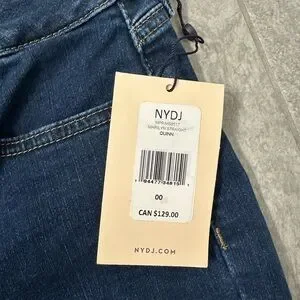 NYDJ
MARILYN STRAIGHT
QUINN
00
CAN $129.00
NYDJ.COM